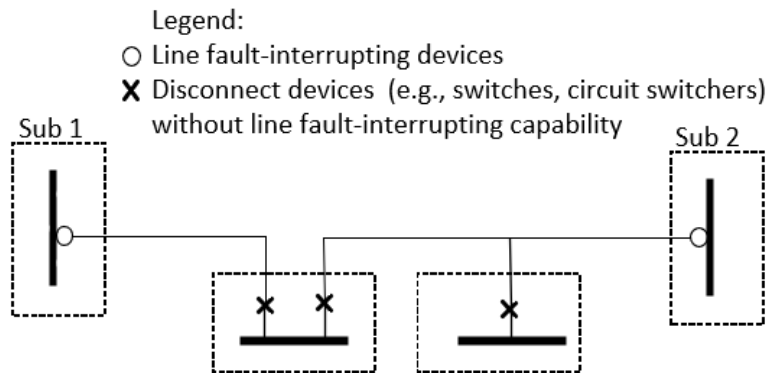 Legend:
Line fault-interrupting devices
Disconnect devices (e.g., switches, circuit switchers)
without line fault-interrupting capability
Sub 1
Sub 2